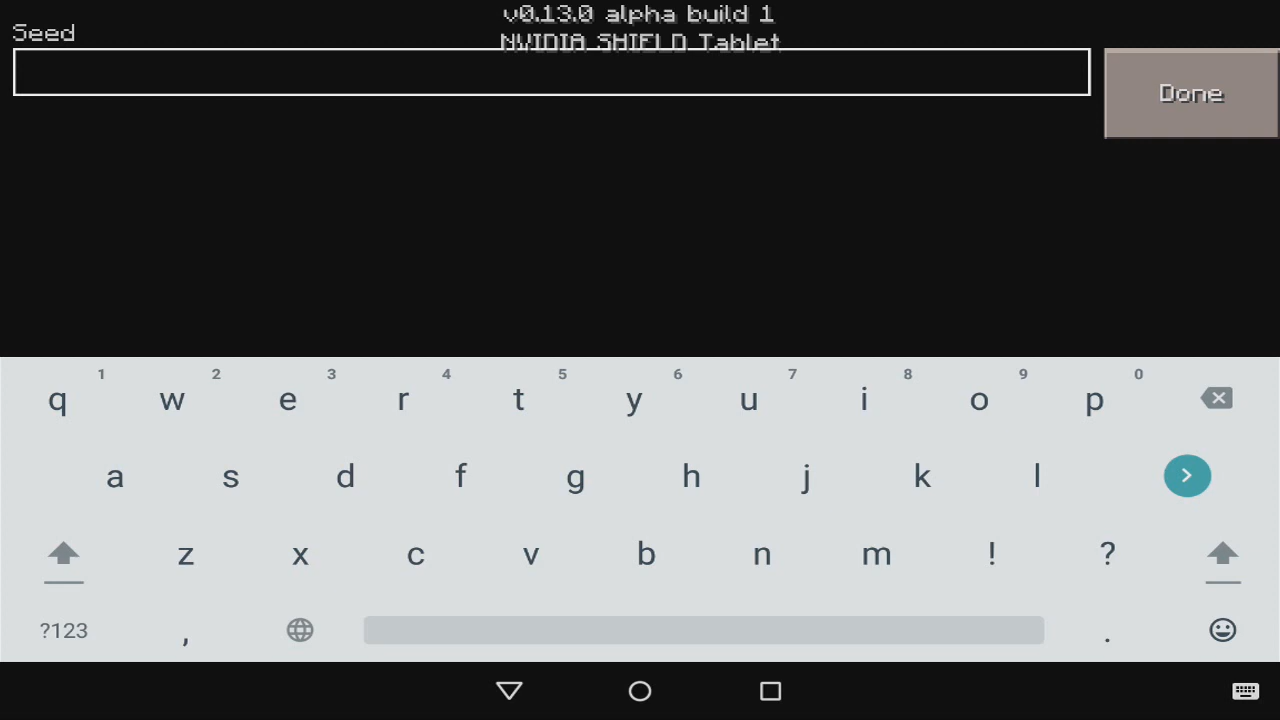 v0.13.0 alpha build 1
Seed
NVIDIA SHIELD Tablet
Done
1 2 3 4 5 6 7 8 9 0
q w e r t y u i o p
a s d f g h j k l
z x c v b n m ! ?
?123 , .